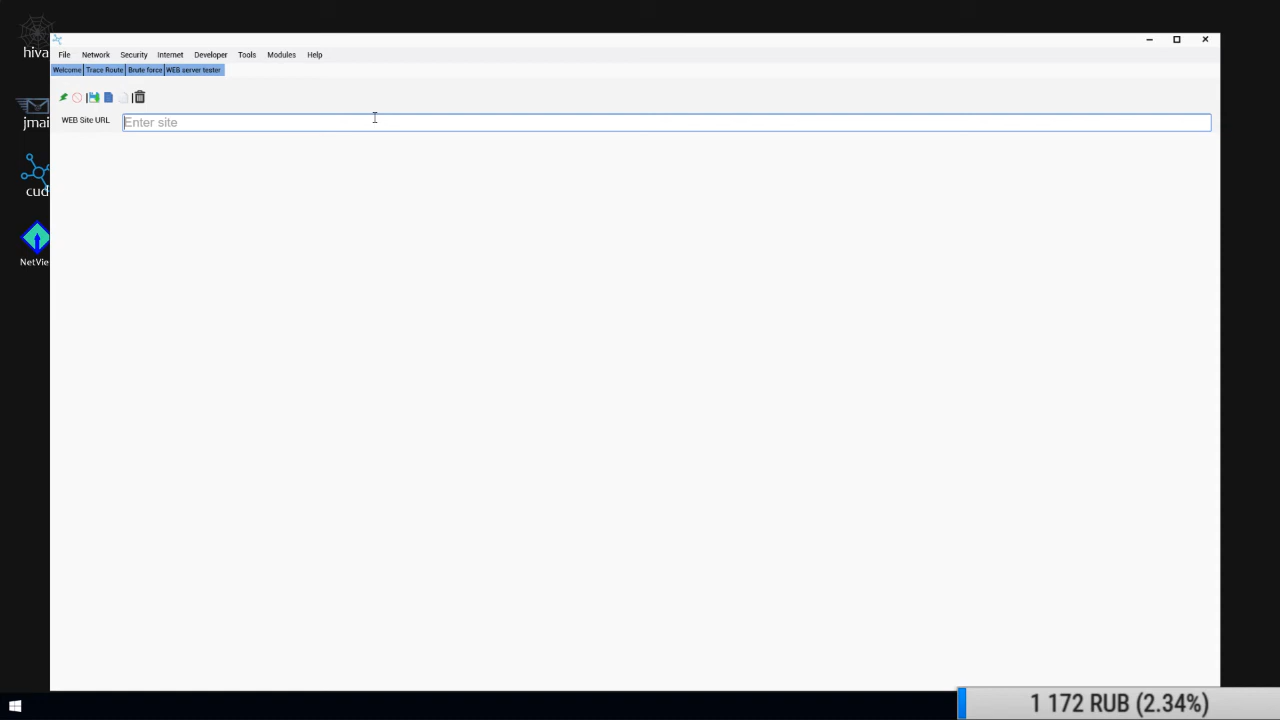 hiva
File Network Security Internet Developer Tools Modules Help
Welcome Trace Route Brute force WEB server tester
jmai
WEB Site URL Enter site
cud
NetVie
1 172 RUB (2.34%)